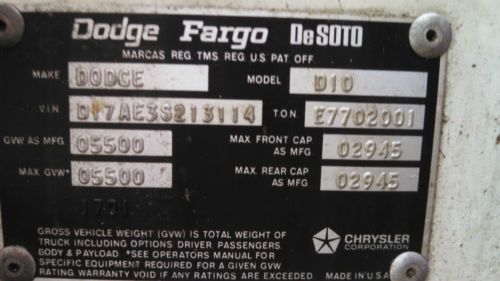 Dodge Fargo DeSOTO
MARCAS REG. TMS REG. U.S. PAT. OFF
MAKE DODGE MODEL D10
V.I.N. D17AE3S213114 T.O.N. E7702001
GVW AS MFG 05500 MAX. FRONT CAP AS MFG 02945
MAX. GVW* 05500 MAX. REAR CAP AS MFG 02945
1701
GROSS VEHICLE WEIGHT (GVW) IS TOTAL WEIGHT OF
TRUCK INCLUDING OPTIONS, DRIVER, PASSENGERS,
BODY & PAYLOAD *SEE OPERATORS MANUAL FOR
SPECIFIC EQUIPMENT REQUIRED FOR A GIVEN GVW
RATING WARRANTY VOID IF ANY RATINGS ARE EXCEEDED
CHRYSLER
CORPORATION
MADE IN U.S.A.